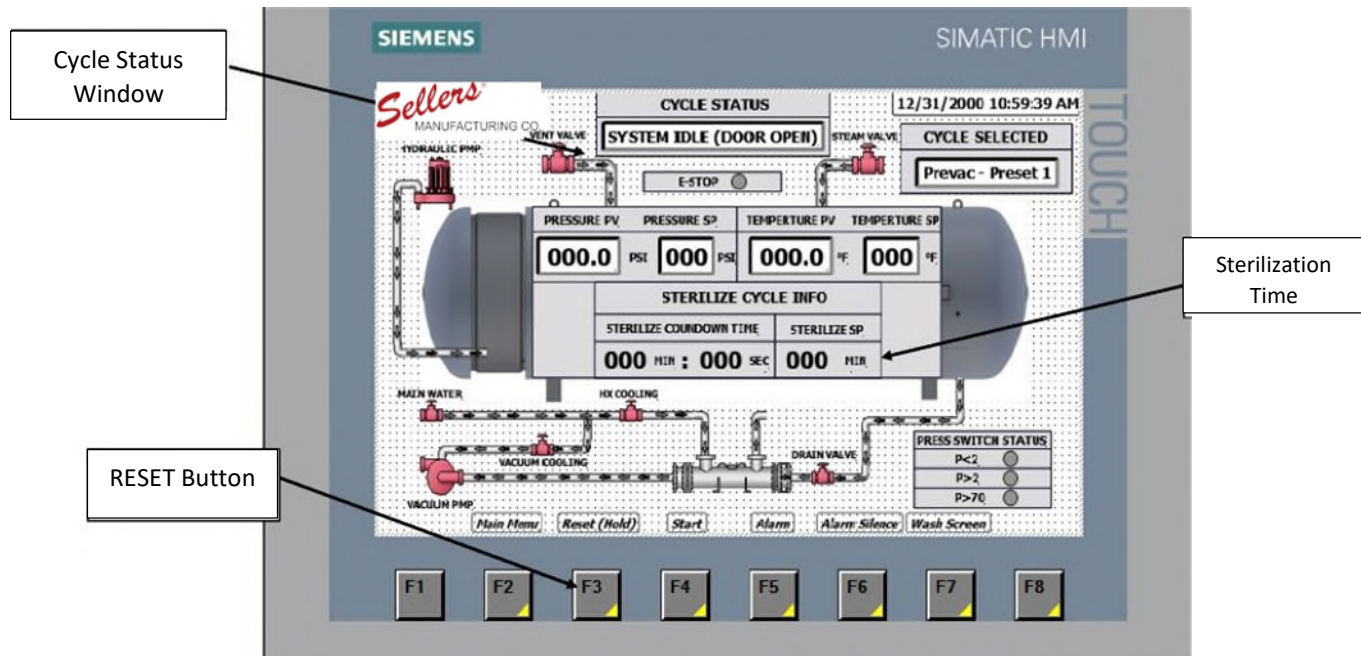 SIEMENS
SIMATIC HMI
TOUCH
Cycle Status
Window
Sellers
MANUFACTURING CO.
CYCLE STATUS
SYSTEM IDLE (DOOR OPEN)
12/31/2000 10:59:39 AM
CYCLE SELECTED
Prevac - Preset 1
VENT VALVE
STEAM VALVE
HYDRAULIC PMP
E-STOP
PRESSURE PV PRESSURE SP TEMPERTURE PV TEMPERTURE SP
000.0 PSI 000 PSI 000.0 °F 000 °F
STERILIZE CYCLE INFO
STERILIZE COUNDOWN TIME STERILIZE SP
000 MIN : 000 SEC 000 MIN
Sterilization
Time
MAIN WATER
HX COOLING
VACUUM COOLING
DRAIN VALVE
VACUUM PMP
PRESS SWITCH STATUS
P<2
P>2
P>70
RESET Button
Main Menu Reset (Hold) Start Alarm Alarm Silence Wash Screen
F1 F2 F3 F4 F5 F6 F7 F8